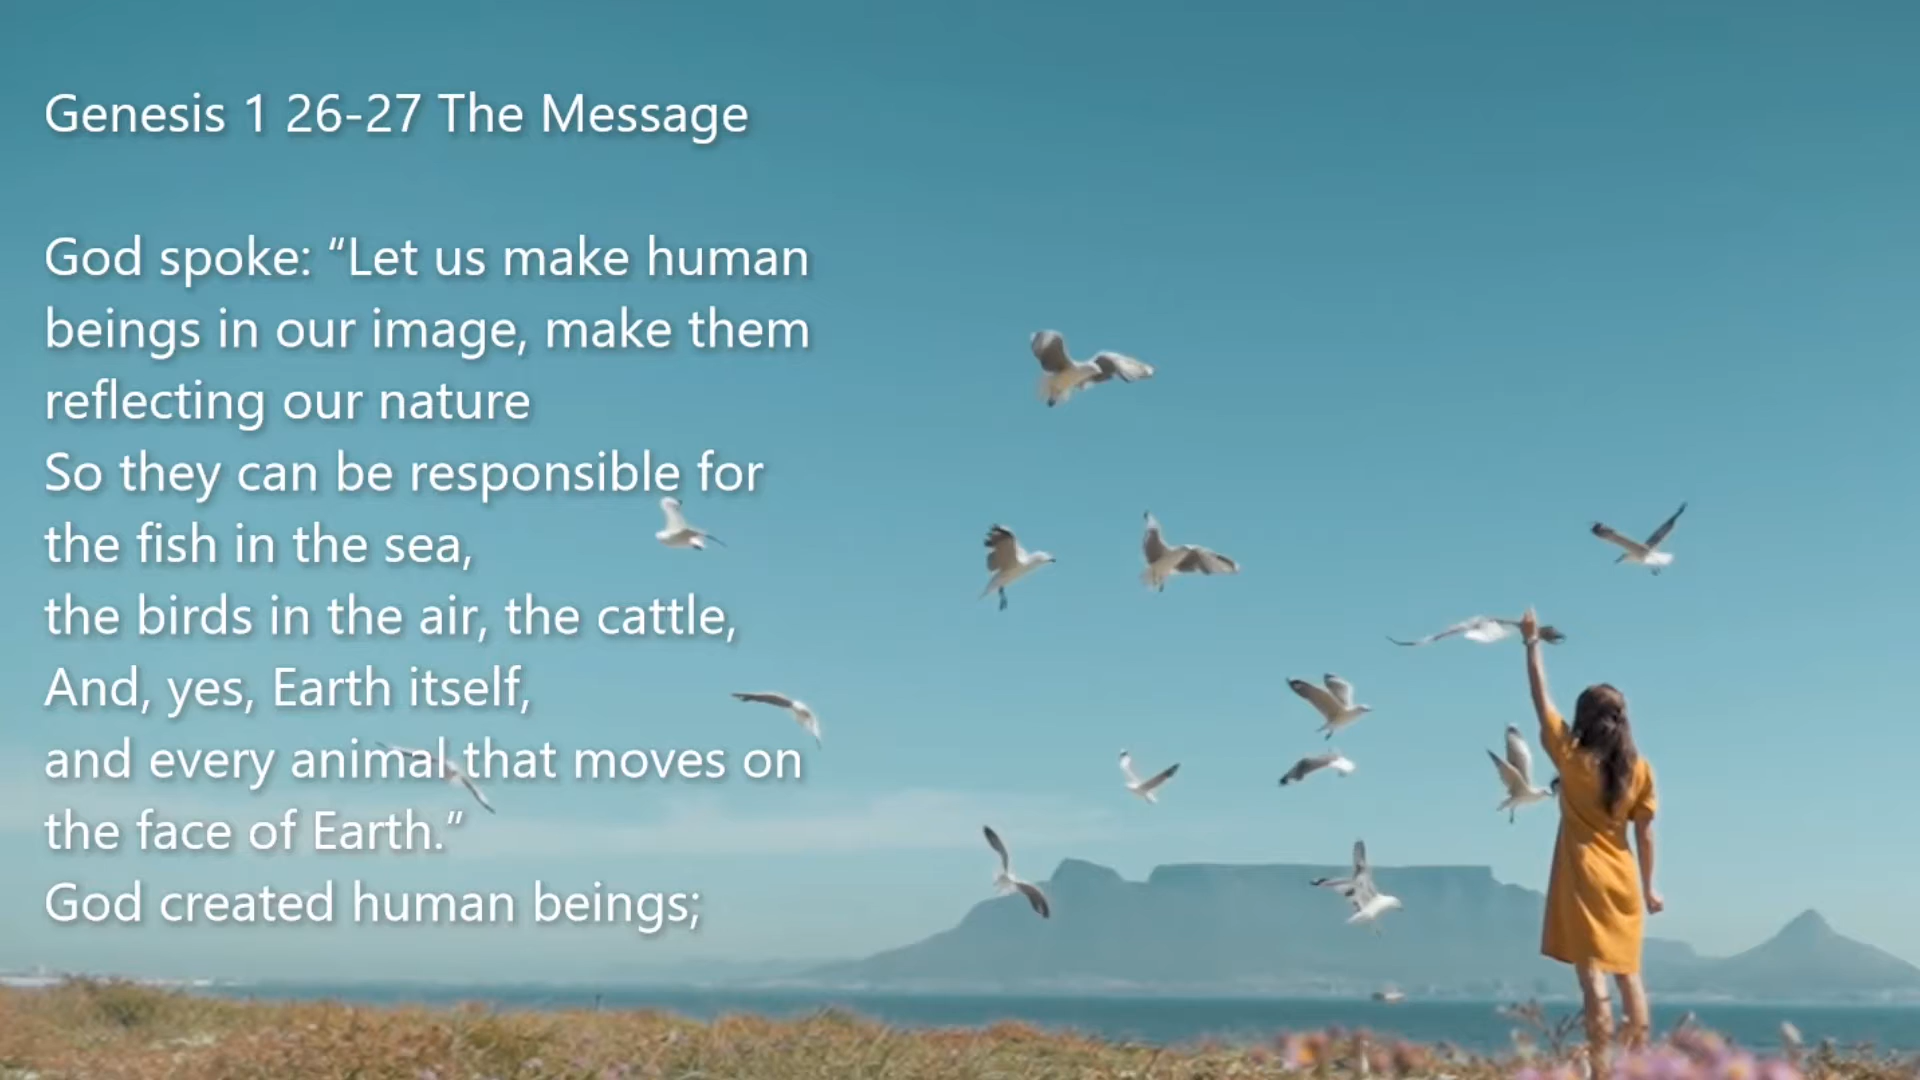 Genesis 1 26-27 The Message
God spoke: “Let us make human
beings in our image, make them
reflecting our nature
So they can be responsible for
the fish in the sea,
the birds in the air, the cattle,
And, yes, Earth itself,
and every animal that moves on
the face of Earth.”
God created human beings;